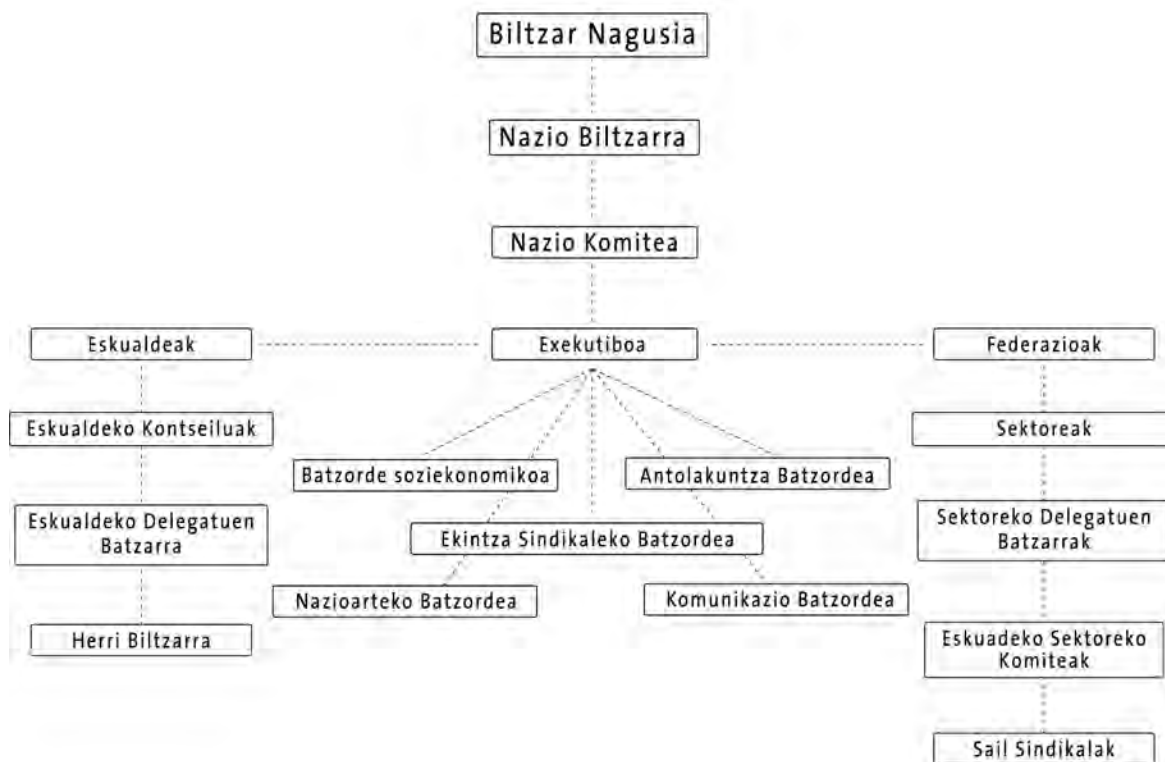 Biltzar Nagusia
Nazio Biltzarra
Nazio Komitea
Eskualdeak
Exekutiboa
Federazioak
Eskualdeko Kontseiluak
Sektoreak
Batzorde soziekonomikoa
Antolakuntza Batzordea
Eskualdeko Delegatuen
Batzarra
Ekintza Sindikaleko Batzordea
Sektoreko Delegatuen
Batzarrak
Nazioarteko Batzordea
Komunikazio Batzordea
Herri Biltzarra
Eskuadeko Sektoreko
Komiteak
Sail Sindikalak